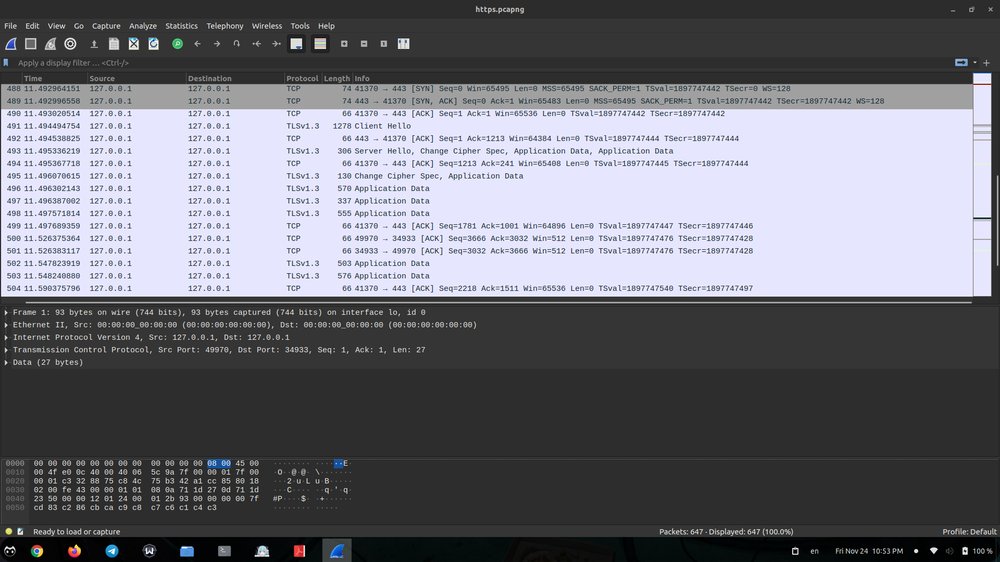 https.pcapng
File Edit View Go Capture Analyze Statistics Telephony Wireless Tools Help
Apply a display filter … <Ctrl-/>
Time Source Destination Protocol Length Info
488 11.492964151 127.0.0.1 127.0.0.1 TCP 74 41370 → 443 [SYN] Seq=0 Win=65495 Len=0 MSS=65495 SACK_PERM=1 TSval=1897747442 TSecr=0 WS=128
489 11.492996558 127.0.0.1 127.0.0.1 TCP 74 443 → 41370 [SYN, ACK] Seq=0 Ack=1 Win=65483 Len=0 MSS=65495 SACK_PERM=1 TSval=1897747442 TSecr=1897747442 WS=128
490 11.493020514 127.0.0.1 127.0.0.1 TCP 66 41370 → 443 [ACK] Seq=1 Ack=1 Win=65536 Len=0 TSval=1897747442 TSecr=1897747442
491 11.494494754 127.0.0.1 127.0.0.1 TLSv1.3 1278 Client Hello
492 11.494538825 127.0.0.1 127.0.0.1 TCP 66 443 → 41370 [ACK] Seq=1 Ack=1213 Win=64384 Len=0 TSval=1897747444 TSecr=1897747444
493 11.495336219 127.0.0.1 127.0.0.1 TLSv1.3 306 Server Hello, Change Cipher Spec, Application Data, Application Data
494 11.495367718 127.0.0.1 127.0.0.1 TCP 66 41370 → 443 [ACK] Seq=1213 Ack=241 Win=65408 Len=0 TSval=1897747445 TSecr=1897747444
495 11.496070615 127.0.0.1 127.0.0.1 TLSv1.3 130 Change Cipher Spec, Application Data
496 11.496302143 127.0.0.1 127.0.0.1 TLSv1.3 570 Application Data
497 11.496387002 127.0.0.1 127.0.0.1 TLSv1.3 337 Application Data
498 11.497571814 127.0.0.1 127.0.0.1 TLSv1.3 555 Application Data
499 11.497689359 127.0.0.1 127.0.0.1 TCP 66 41370 → 443 [ACK] Seq=1781 Ack=1001 Win=64896 Len=0 TSval=1897747447 TSecr=1897747446
500 11.526375364 127.0.0.1 127.0.0.1 TCP 66 49970 → 34933 [ACK] Seq=3666 Ack=3032 Win=512 Len=0 TSval=1897747476 TSecr=1897747428
501 11.526383117 127.0.0.1 127.0.0.1 TCP 66 34933 → 49970 [ACK] Seq=3032 Ack=3666 Win=512 Len=0 TSval=1897747476 TSecr=1897747428
502 11.547823919 127.0.0.1 127.0.0.1 TLSv1.3 503 Application Data
503 11.548240880 127.0.0.1 127.0.0.1 TLSv1.3 576 Application Data
504 11.590375796 127.0.0.1 127.0.0.1 TCP 66 41370 → 443 [ACK] Seq=2218 Ack=1511 Win=65536 Len=0 TSval=1897747540 TSecr=1897747497
Frame 1: 93 bytes on wire (744 bits), 93 bytes captured (744 bits) on interface lo, id 0
Ethernet II, Src: 00:00:00_00:00:00 (00:00:00:00:00:00), Dst: 00:00:00_00:00:00 (00:00:00:00:00:00)
Internet Protocol Version 4, Src: 127.0.0.1, Dst: 127.0.0.1
Transmission Control Protocol, Src Port: 49970, Dst Port: 34933, Seq: 1, Ack: 1, Len: 27
Data (27 bytes)
0000 00 00 00 00 00 00 00 00 00 00 00 00 08 00 45 00 ········ ······E·
0010 00 4f e0 0c 40 00 40 06 5c 9a 7f 00 00 01 7f 00 ·O··@·@· \·······
0020 00 01 c3 32 88 75 c8 4c 75 b3 42 a1 cc 85 80 18 ···2·u·L u·B·····
0030 02 00 fe 43 00 00 01 01 08 0a 71 1d 27 0d 71 1d ···C···· ··q·'·q·
0040 23 50 00 00 12 01 24 00 01 2b 93 00 00 00 00 7f #P····$· ·+······
0050 cd 83 c2 86 cb ca c9 c8 c7 c6 c1 c4 c3 ········ ·····
Ready to load or capture Packets: 647 · Displayed: 647 (100.0%) Profile: Default
en Fri Nov 24 10:53 PM 100 %